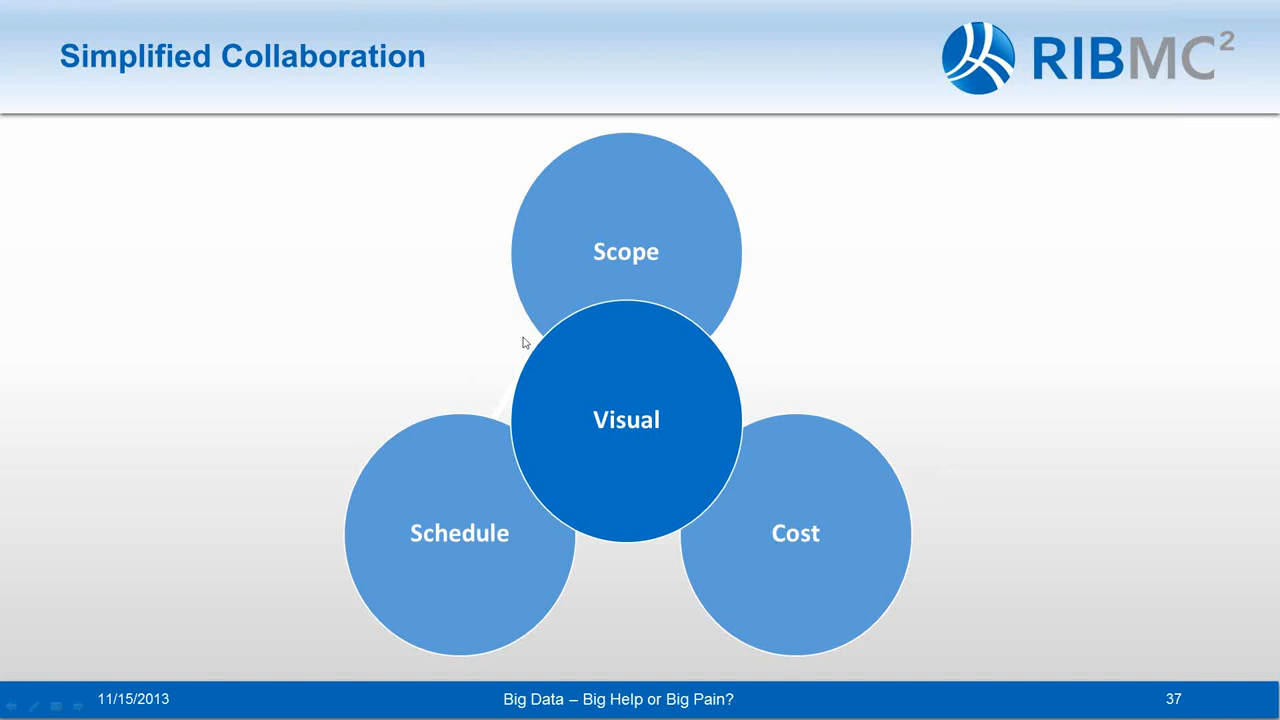 Simplified Collaboration
RIBMC²
Scope
Visual
Schedule
Cost
11/15/2013
Big Data – Big Help or Big Pain?
37